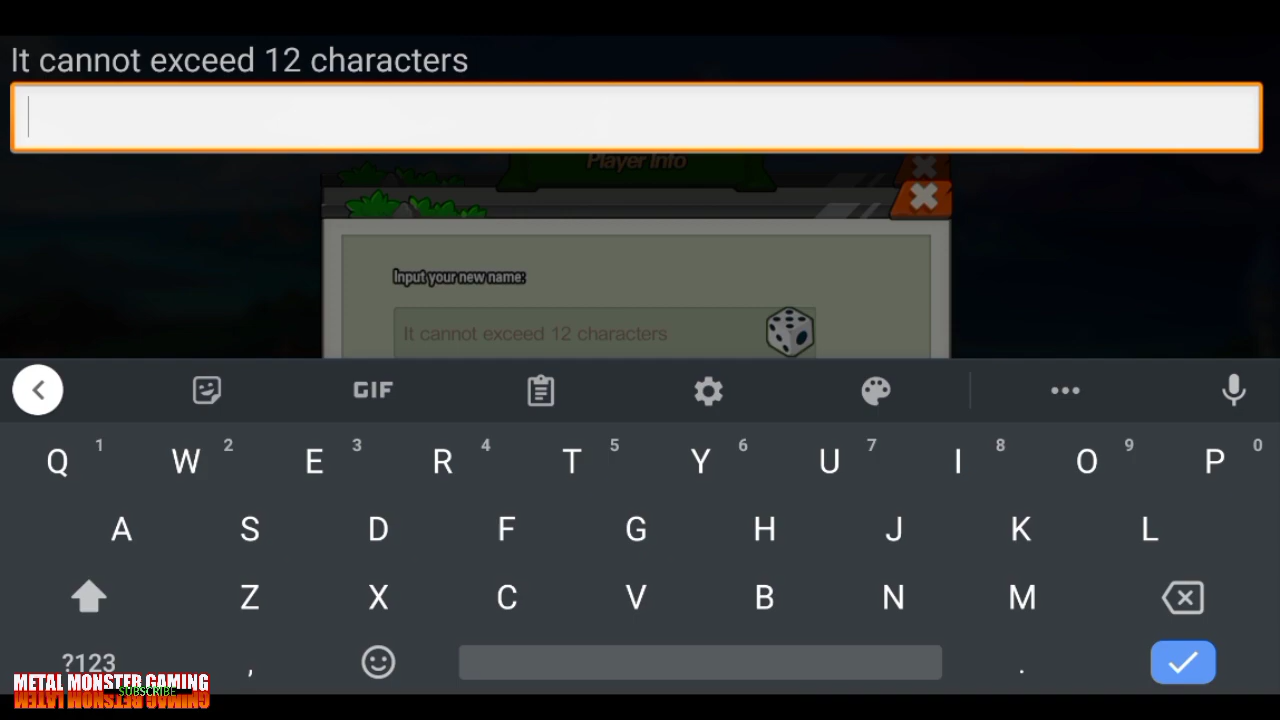 It cannot exceed 12 characters
Player Info
Input your new name:
It cannot exceed 12 characters
GIF
Q 1 W 2 E 3 R 4 T 5 Y 6 U 7 I 8 O 9 P 0
A S D F G H J K L
Z X C V B N M
?123 , .
METAL MONSTER GAMING
SUBSCRIBE